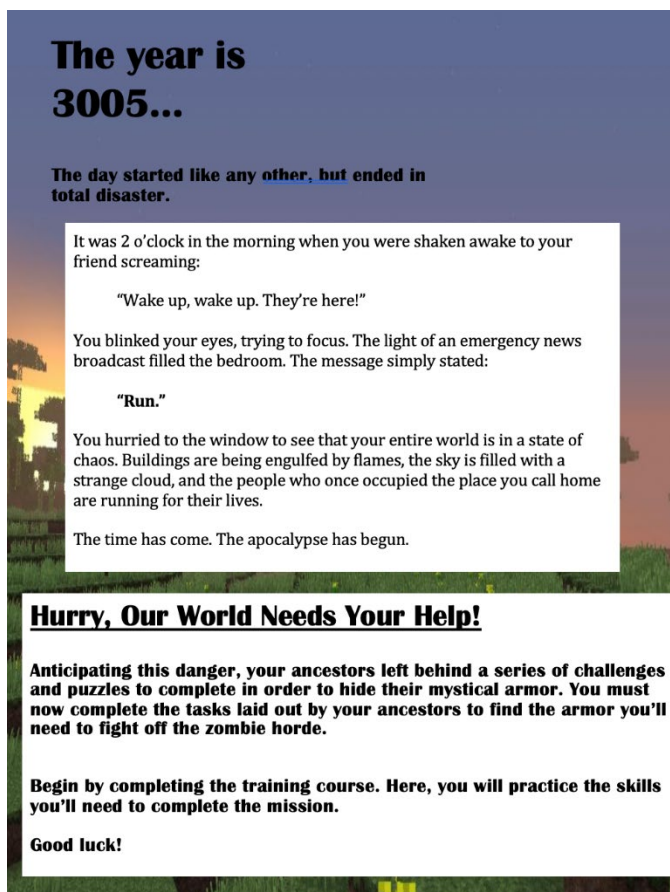 The year is
3005...
The day started like any other, but ended in
total disaster.
It was 2 o’clock in the morning when you were shaken awake to your
friend screaming:
“Wake up, wake up. They’re here!”
You blinked your eyes, trying to focus. The light of an emergency news
broadcast filled the bedroom. The message simply stated:
“Run.”
You hurried to the window to see that your entire world is in a state of
chaos. Buildings are being engulfed by flames, the sky is filled with a
strange cloud, and the people who once occupied the place you call home
are running for their lives.
The time has come. The apocalypse has begun.
Hurry, Our World Needs Your Help!
Anticipating this danger, your ancestors left behind a series of challenges
and puzzles to complete in order to hide their mystical armor. You must
now complete the tasks laid out by your ancestors to find the armor you’ll
need to fight off the zombie horde.
Begin by completing the training course. Here, you will practice the skills
you’ll need to complete the mission.
Good luck!